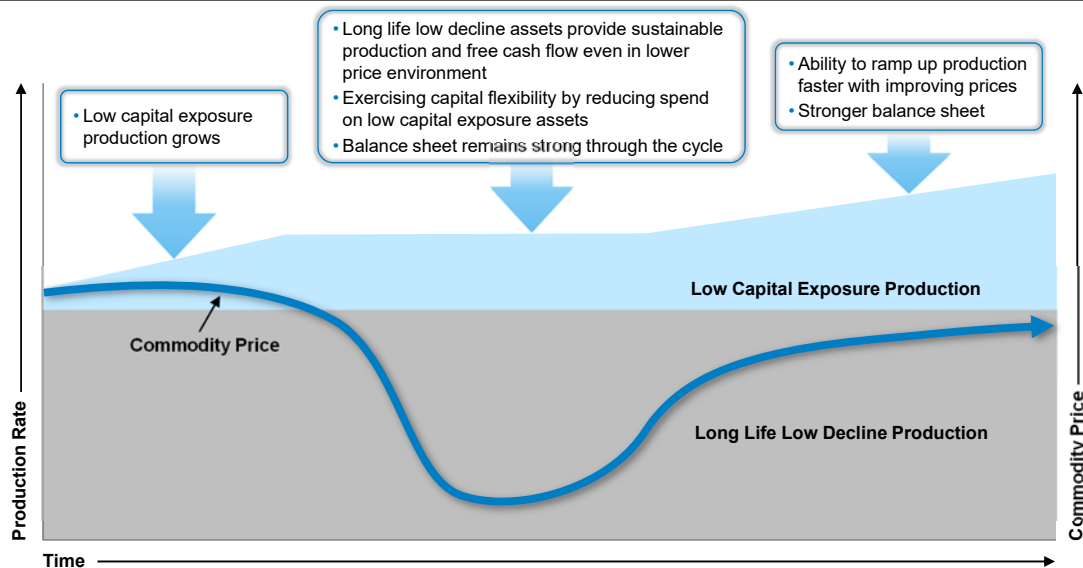 • Low capital exposure
production grows
• Long life low decline assets provide sustainable
production and free cash flow even in lower
price environment
• Exercising capital flexibility by reducing spend
on low capital exposure assets
• Balance sheet remains strong through the cycle
• Ability to ramp up production
faster with improving prices
• Stronger balance sheet
Low Capital Exposure Production
Commodity Price
Long Life Low Decline Production
Production Rate
Commodity Price
Time